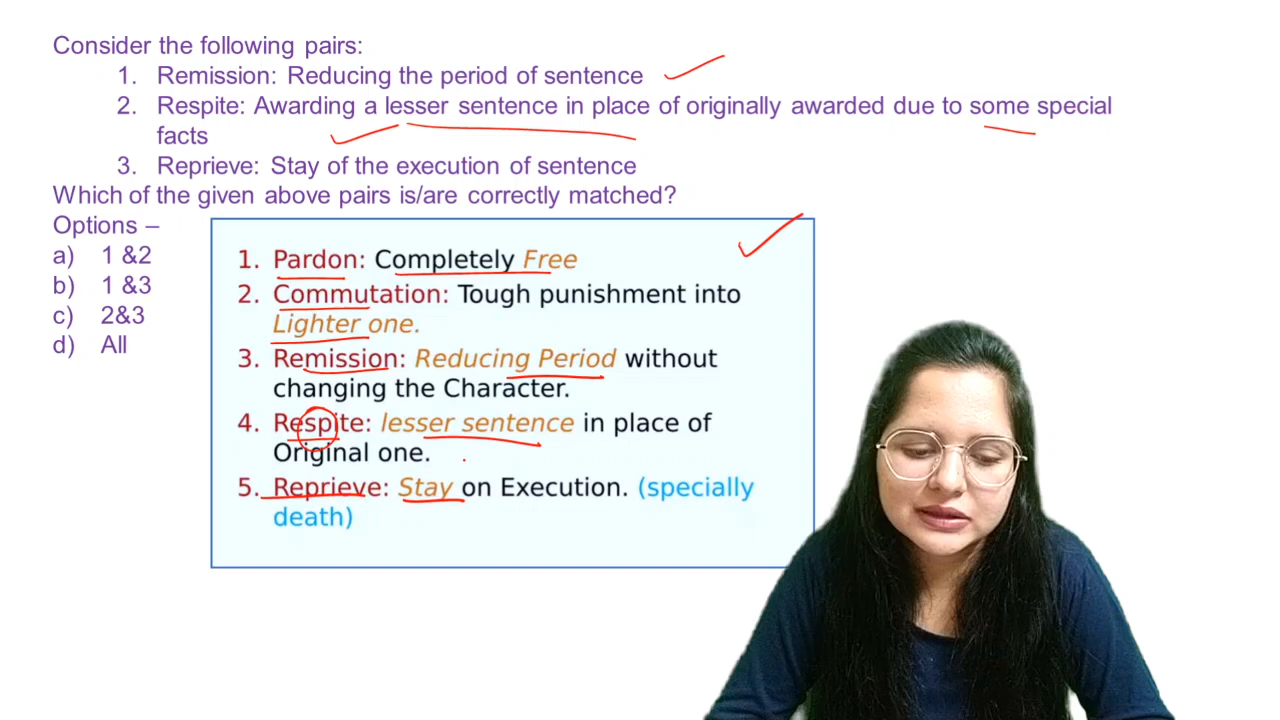 Consider the following pairs:
1. Remission: Reducing the period of sentence
2. Respite: Awarding a lesser sentence in place of originally awarded due to some special
facts
3. Reprieve: Stay of the execution of sentence
Which of the given above pairs is/are correctly matched?
Options –
a) 1 &2
b) 1 &3
c) 2&3
d) All
1. Pardon: Completely Free
2. Commutation: Tough punishment into
Lighter one.
3. Remission: Reducing Period without
changing the Character.
4. Respite: lesser sentence in place of
Original one.
5. Reprieve: Stay on Execution. (specially
death)